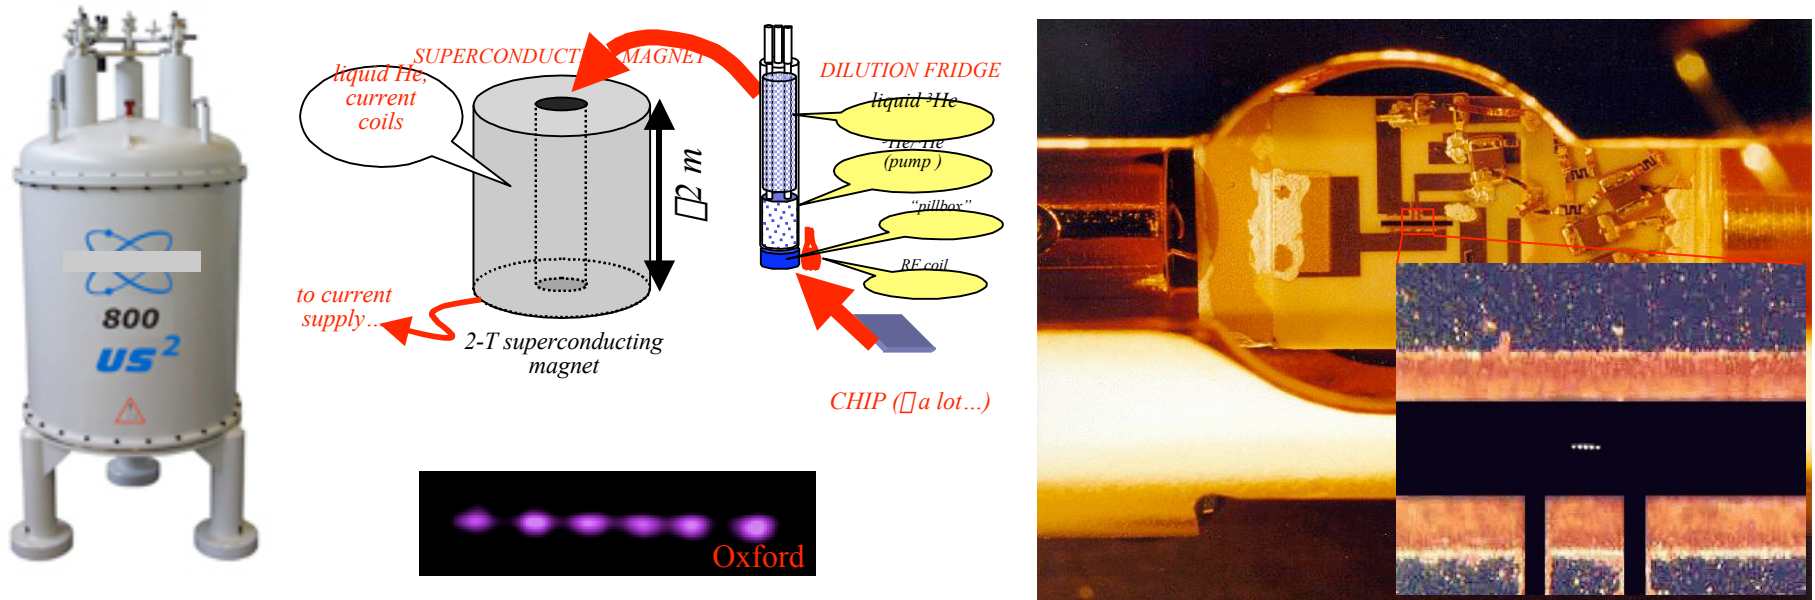 800
US²
SUPERCONDUCTI
MAGNET
liquid He,
current
coils
to current
supply…
2-T superconducting
magnet
2 m
DILUTION FRIDGE
liquid ³He
(pump )
“pillbox”
RF coil
CHIP (▯ a lot…)
Oxford